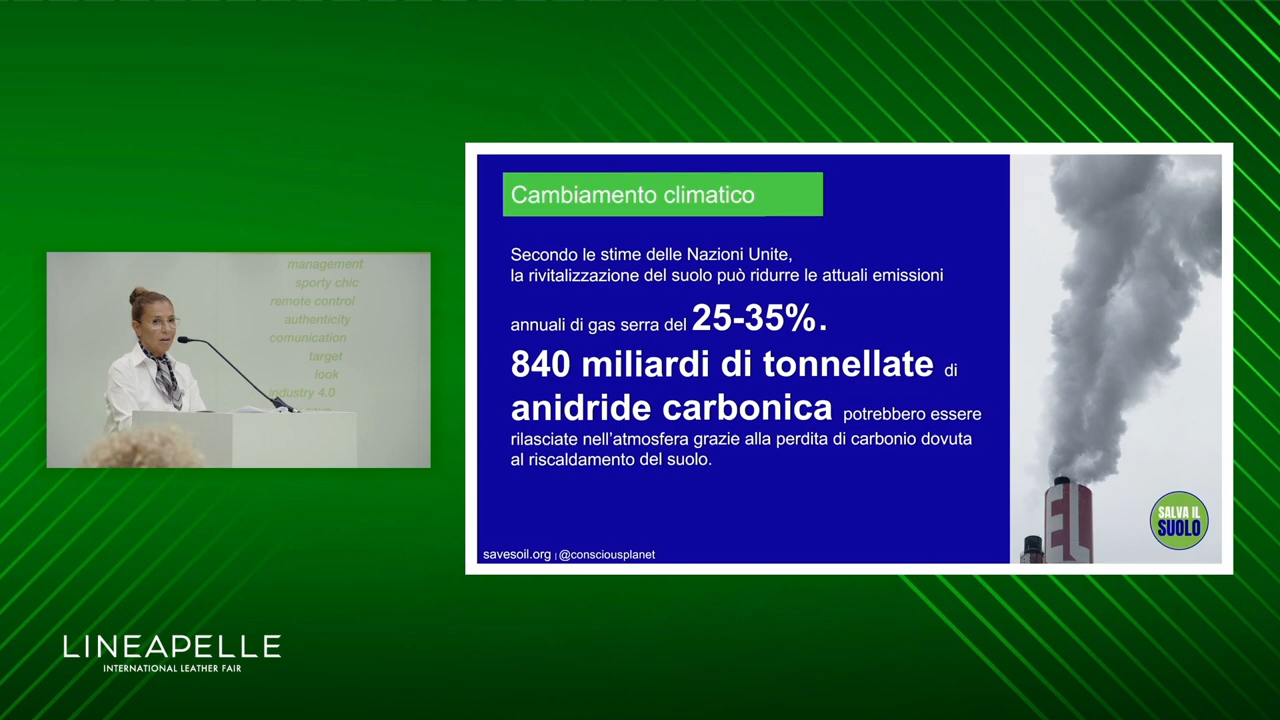 management
sporty chic
remote control
authenticity
comunication
target
look
industry 4.0
LINEAPELLE
INTERNATIONAL LEATHER FAIR
Cambiamento climatico
Secondo le stime delle Nazioni Unite,
la rivitalizzazione del suolo può ridurre le attuali emissioni
annuali di gas serra del 25-35%.
840 miliardi di tonnellate di
anidride carbonica potrebbero essere
rilasciate nell'atmosfera grazie alla perdita di carbonio dovuta
al riscaldamento del suolo.
savesoil.org | @consciousplanet
SALVA IL
SUOLO